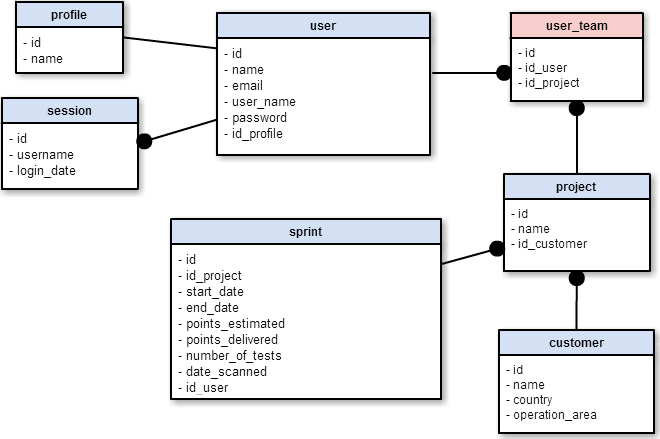 profile
- id
- name
user
- id
- name
- email
- user_name
- password
- id_profile
user_team
- id
- id_user
- id_project
session
- id
- username
- login_date
project
- id
- name
- id_customer
sprint
- id
- id_project
- start_date
- end_date
- points_estimated
- points_delivered
- number_of_tests
- date_scanned
- id_user
customer
- id
- name
- country
- operation_area